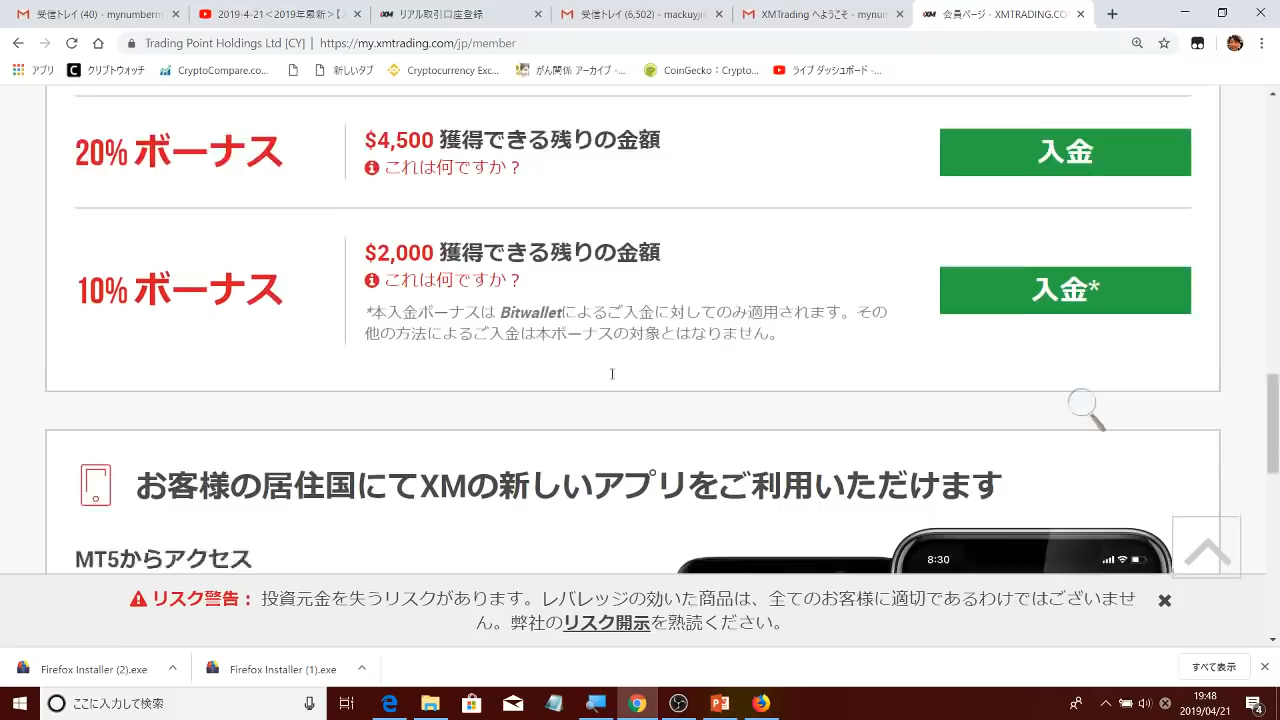 受信トレイ (40) - mynumberm
2019-4-21<2019年最新>【コ
リアル取引口座登録
受信トレイ (6,502) - mackuyjpk
XMTrading へようこそ - mynun
会員ページ - XMTRADING.CO
Trading Point Holdings Ltd [CY] | https://my.xmtrading.com/jp/member
アプリ クリプトウォッチ CryptoCompare.co... 新しいタブ Cryptocurrency Exc... がん関係 アーカイブ -... CoinGecko：Crypto... ライブ ダッシュボード -...
20% ボーナス
$4,500 獲得できる残りの金額
これは何ですか？
入金
10% ボーナス
$2,000 獲得できる残りの金額
これは何ですか？
*本入金ボーナスは Bitwalletによるご入金に対してのみ適用されます。その
他の方法によるご入金は本ボーナスの対象とはなりません。
入金*
お客様の居住国にてXMの新しいアプリをご利用いただけます
MT5からアクセス
8:30
リスク警告： 投資元金を失うリスクがあります。レバレッジの効いた商品は、全てのお客様に適切であるわけではございませ
ん。弊社のリスク開示を熟読ください。
Firefox Installer (2).exe
Firefox Installer (1).exe
すべて表示
ここに入力して検索
19:48
2019/04/21
4